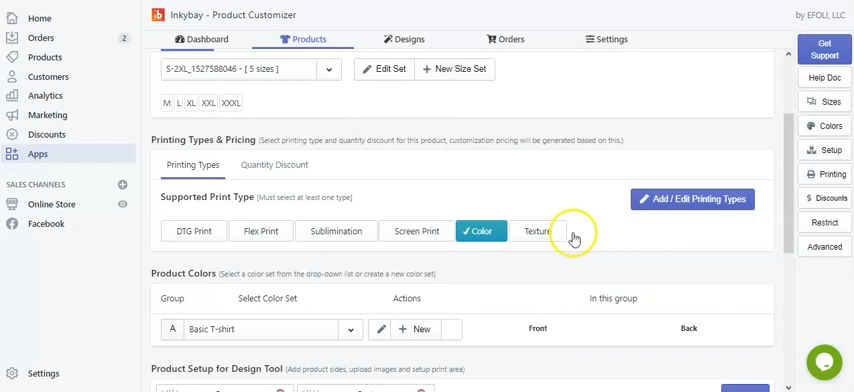 Home
Orders 2
Products
Customers
Analytics
Marketing
Discounts
Apps
SALES CHANNELS
Online Store
Facebook
Settings
Inkybay - Product Customizer
by EFOLI, LLC
Dashboard Products Designs Orders Settings
S-2XL_1527588046 - [ 5 sizes ] Edit Set + New Size Set
M L XL XXL XXXL
Printing Types & Pricing (Select printing type and quantity discount for this product, customization pricing will be generated based on this.)
Printing Types Quantity Discount
Supported Print Type [Must select at least one type] Add / Edit Printing Types
DTG Print Flex Print Sublimination Screen Print ✓ Color Texture
Product Colors (Select a color set from the drop-down list or create a new color set)
Group Select Color Set Actions In this group
A Basic T-shirt + New Front Back
Product Setup for Design Tool (Add product sides, upload images and setup print area)
Get Support
Help Doc
Sizes
Colors
Setup
Printing
$ Discounts
Restrict
Advanced